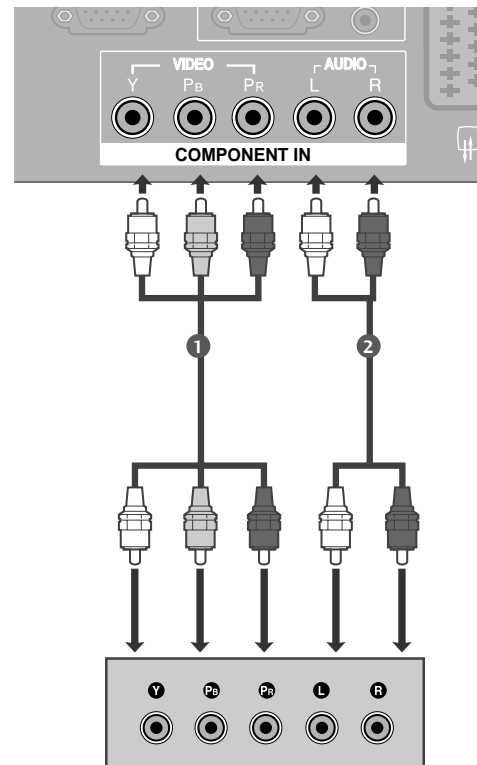 VIDEO AUDIO
Y PB PR L R
COMPONENT IN
1 2
Y PB PR L R